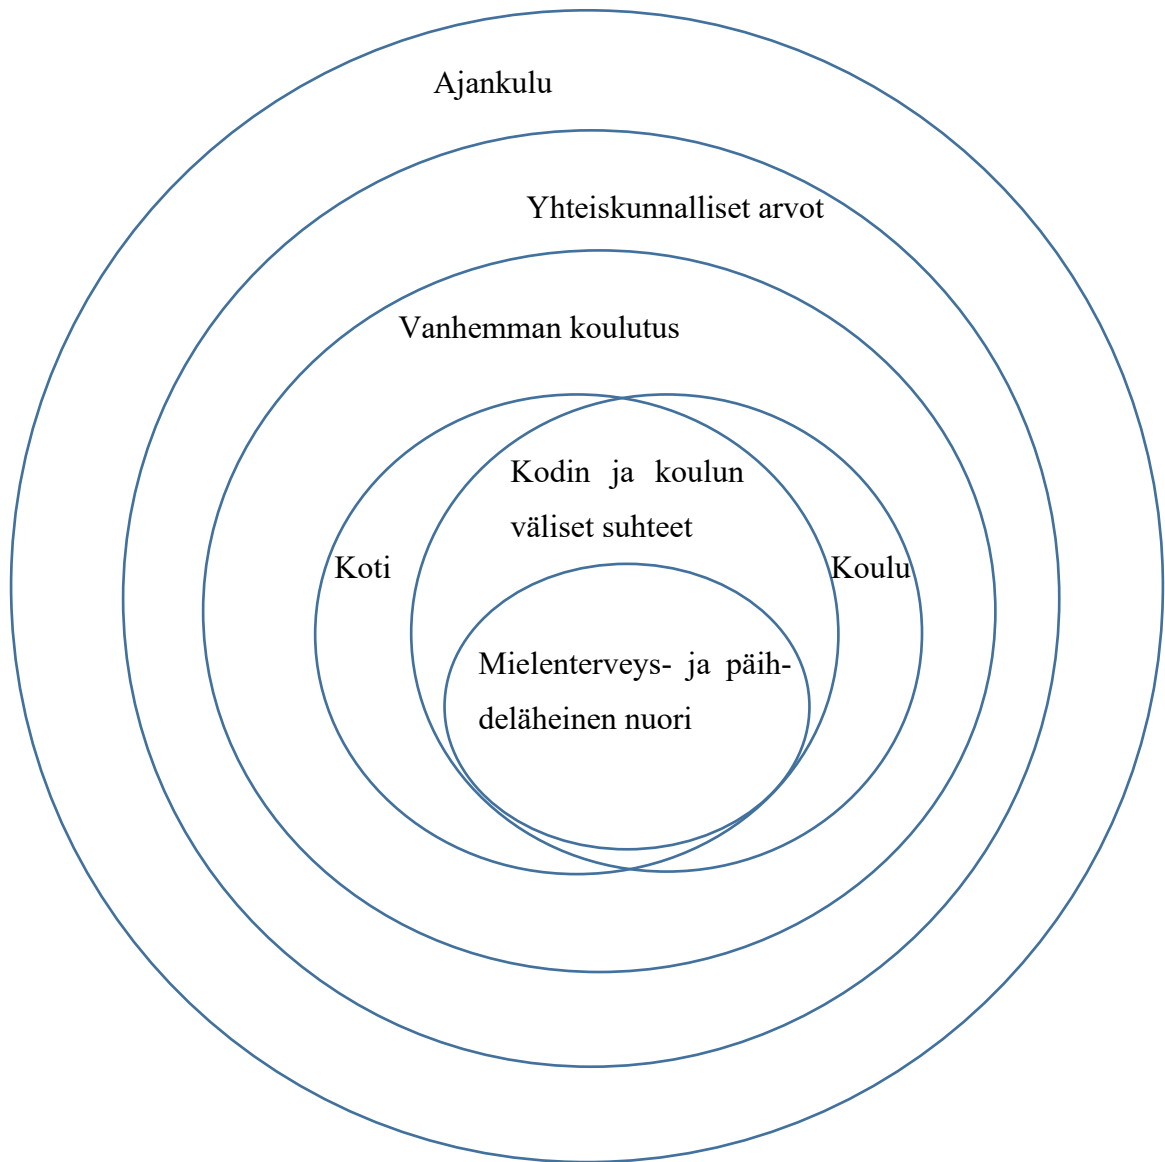 Ajankulu
Yhteiskunnalliset arvot
Vanhemman koulutus
Kodin ja koulun
väliset suhteet
Koti
Koulu
Mielenterveys- ja päih-
deläheinen nuori